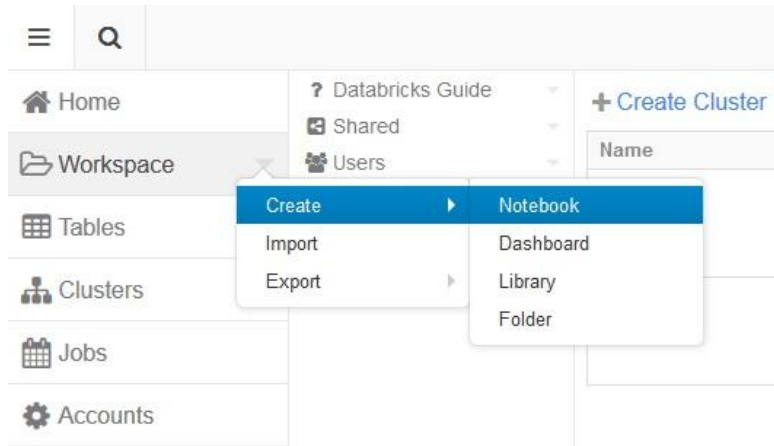 Home
Workspace
Tables
Clusters
Jobs
Accounts
? Databricks Guide
Shared
Users
Create
Import
Export
Notebook
Dashboard
Library
Folder
+ Create Cluster
Name